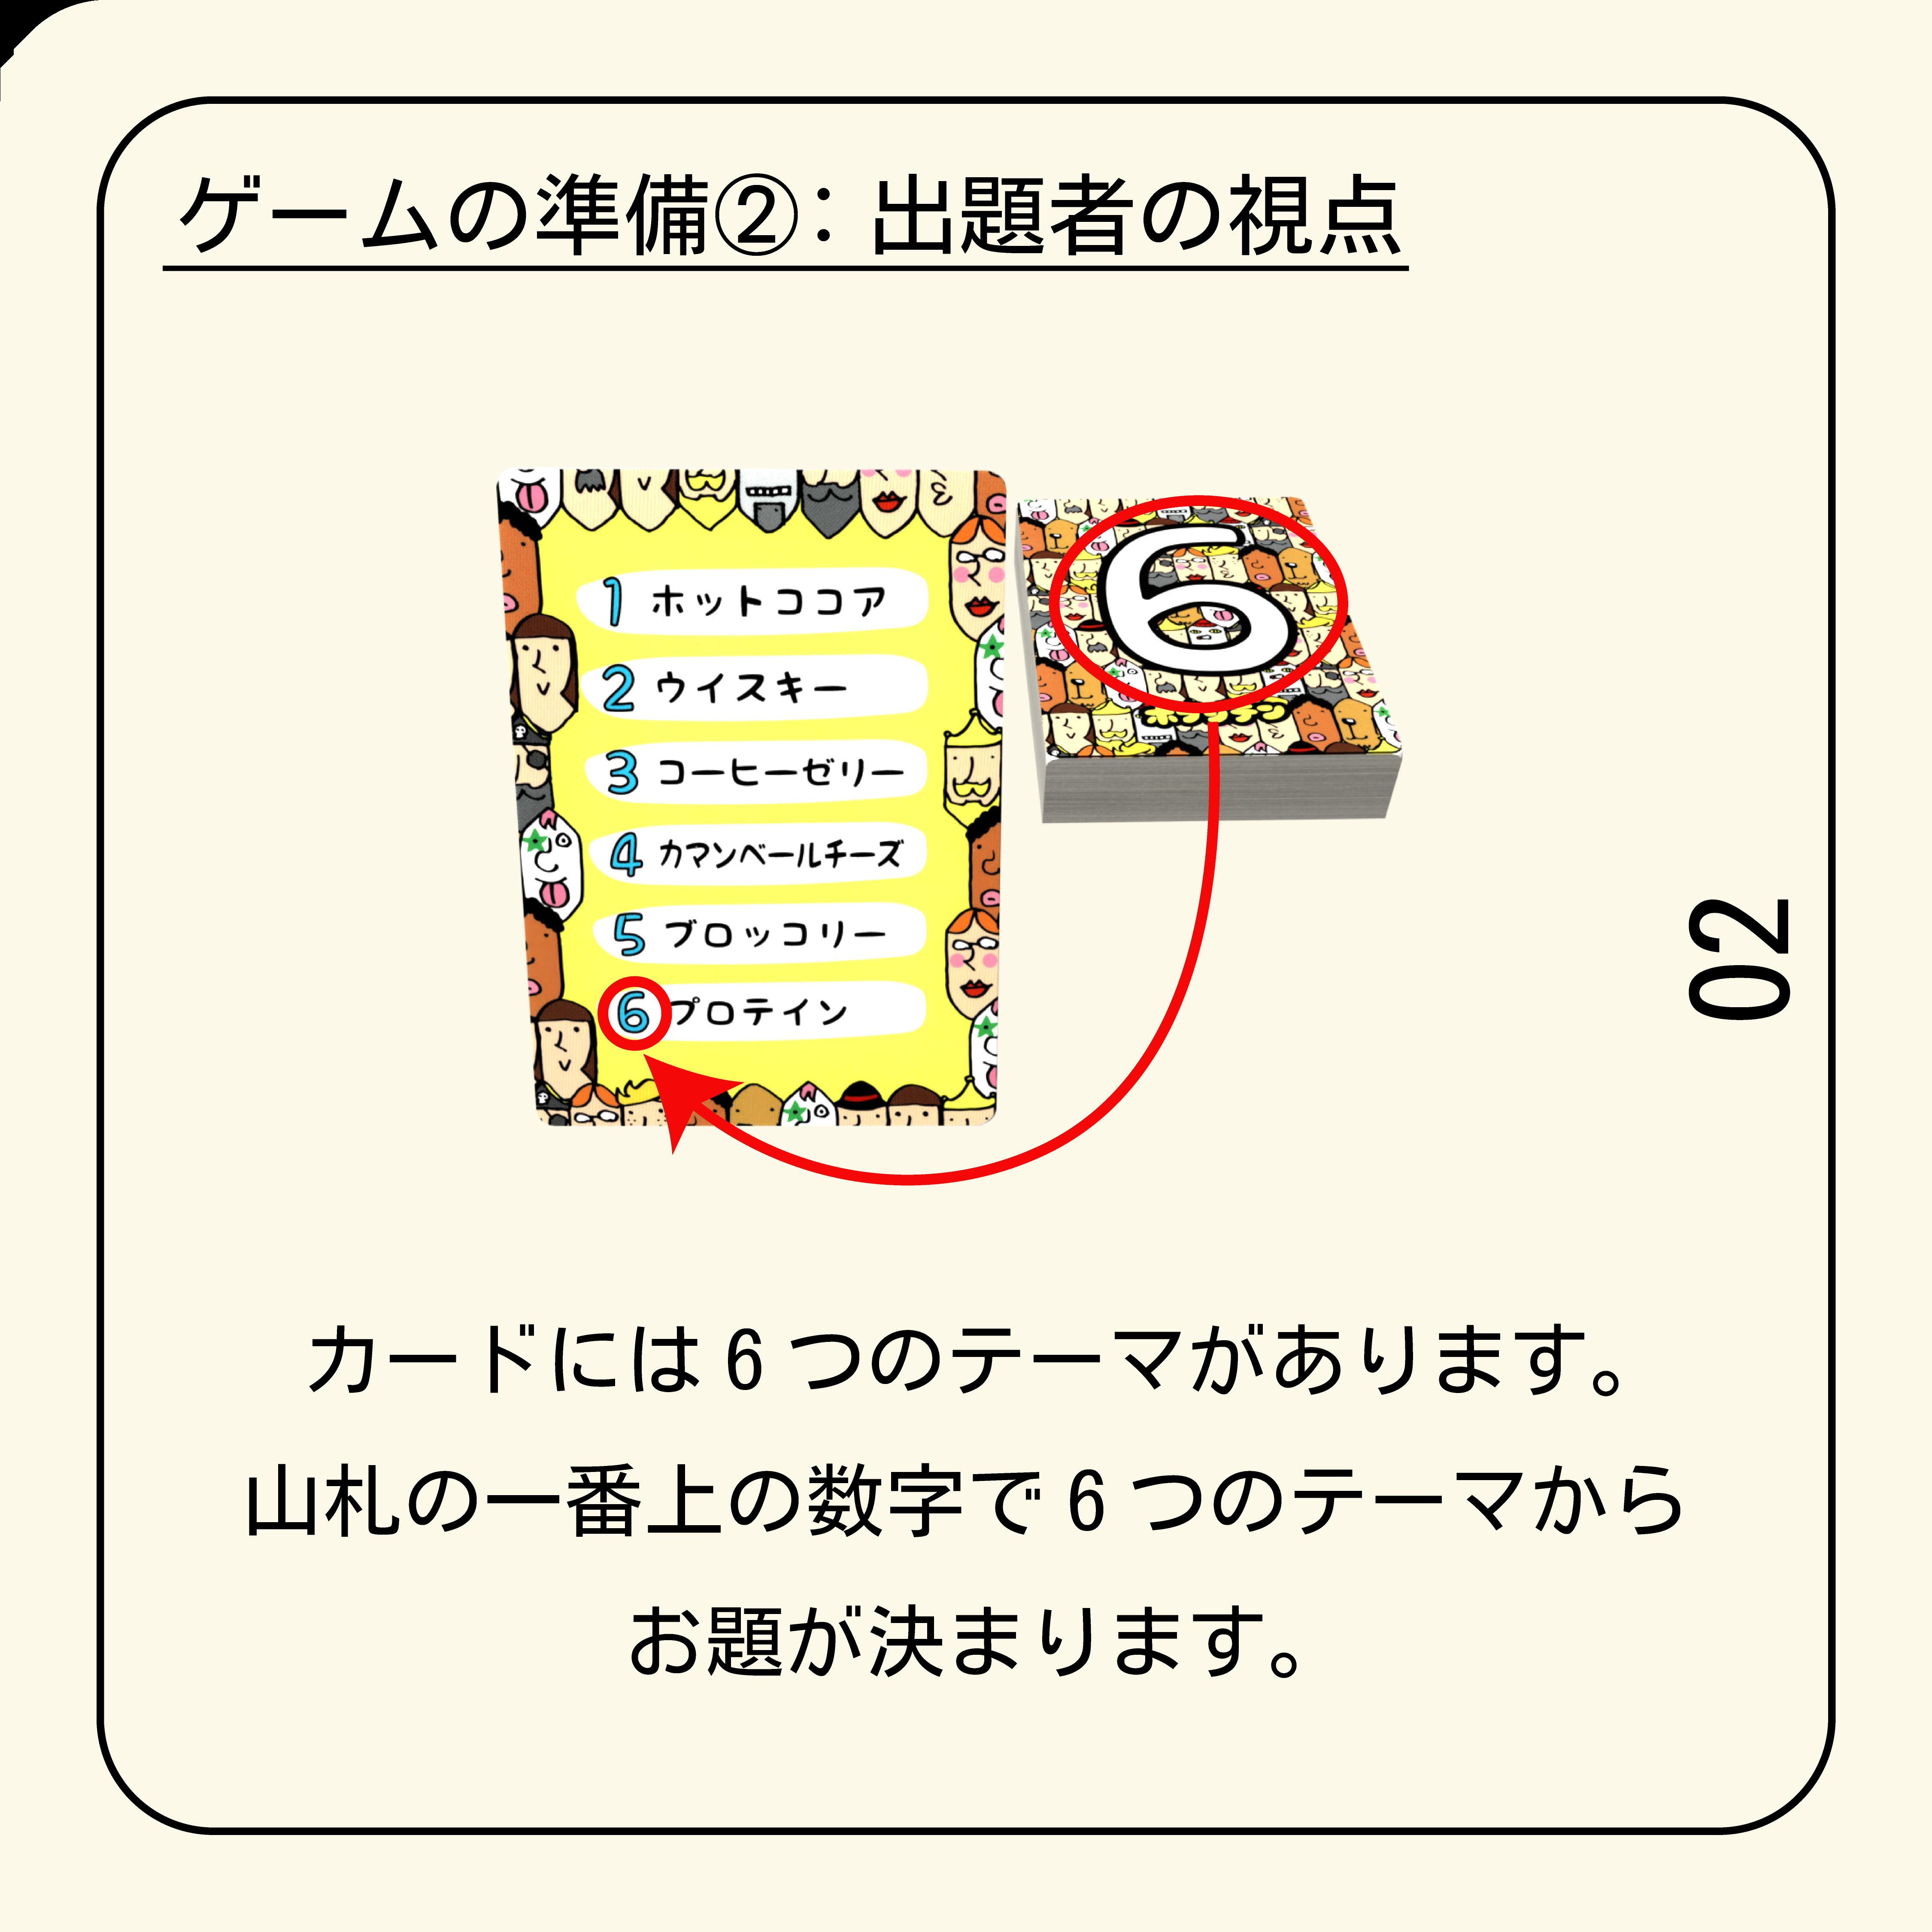 ゲームの準備②：出題者の視点
1 ホットココア
2 ウイスキー
3 コーヒーゼリー
4 カマンベールチーズ
5 ブロッコリー
6 プロテイン
6
02
カードには6つのテーマがあります。
山札の一番上の数字で6つのテーマから
お題が決まります。